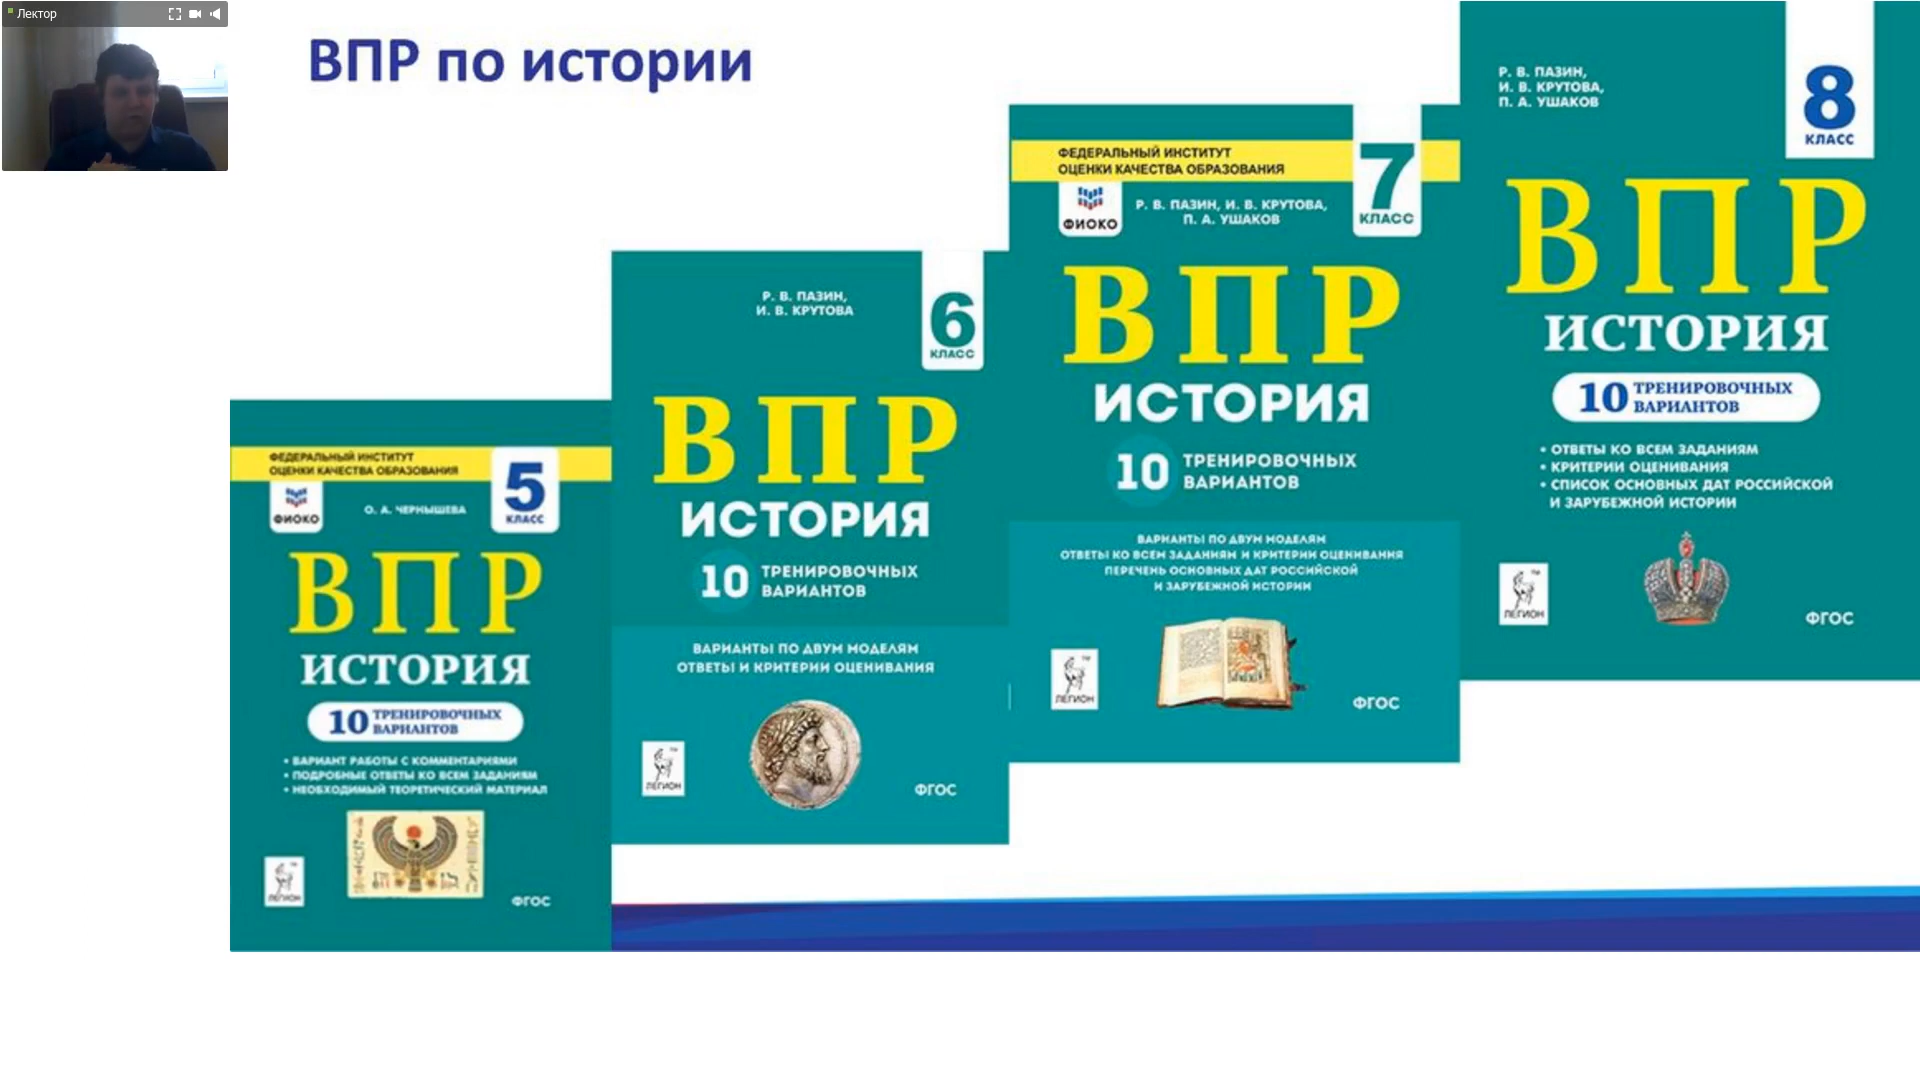 Лектор
ВПР по истории
ФЕДЕРАЛЬНЫЙ ИНСТИТУТ
ОЦЕНКИ КАЧЕСТВА ОБРАЗОВАНИЯ
5
КЛАСС
ФИОКО
О. А. ЧЕРНЫШЕВА
ВПР
ИСТОРИЯ
10 ТРЕНИРОВОЧНЫХ
ВАРИАНТОВ
• ВАРИАНТ РАБОТЫ С КОММЕНТАРИЯМИ
• ПОДРОБНЫЕ ОТВЕТЫ КО ВСЕМ ЗАДАНИЯМ
• НЕОБХОДИМЫЙ ТЕОРЕТИЧЕСКИЙ МАТЕРИАЛ
ЛЕГИОН
ФГОС
Р. В. ПАЗИН,
И. В. КРУТОВА
6
КЛАСС
ВПР
ИСТОРИЯ
10 ТРЕНИРОВОЧНЫХ
ВАРИАНТОВ
ВАРИАНТЫ ПО ДВУМ МОДЕЛЯМ
ОТВЕТЫ И КРИТЕРИИ ОЦЕНИВАНИЯ
ЛЕГИОН
ФГОС
ФЕДЕРАЛЬНЫЙ ИНСТИТУТ
ОЦЕНКИ КАЧЕСТВА ОБРАЗОВАНИЯ
7
КЛАСС
ФИОКО
Р. В. ПАЗИН, И. В. КРУТОВА,
П. А. УШАКОВ
ВПР
ИСТОРИЯ
10 ТРЕНИРОВОЧНЫХ
ВАРИАНТОВ
ВАРИАНТЫ ПО ДВУМ МОДЕЛЯМ
ОТВЕТЫ КО ВСЕМ ЗАДАНИЯМ И КРИТЕРИИ ОЦЕНИВАНИЯ
ПЕРЕЧЕНЬ ОСНОВНЫХ ДАТ РОССИЙСКОЙ
И ЗАРУБЕЖНОЙ ИСТОРИИ
ЛЕГИОН
ФГОС
Р. В. ПАЗИН,
И. В. КРУТОВА,
П. А. УШАКОВ
8
КЛАСС
ВПР
ИСТОРИЯ
10 ТРЕНИРОВОЧНЫХ
ВАРИАНТОВ
• ОТВЕТЫ КО ВСЕМ ЗАДАНИЯМ
• КРИТЕРИИ ОЦЕНИВАНИЯ
• СПИСОК ОСНОВНЫХ ДАТ РОССИЙСКОЙ
И ЗАРУБЕЖНОЙ ИСТОРИИ
ЛЕГИОН
ФГОС